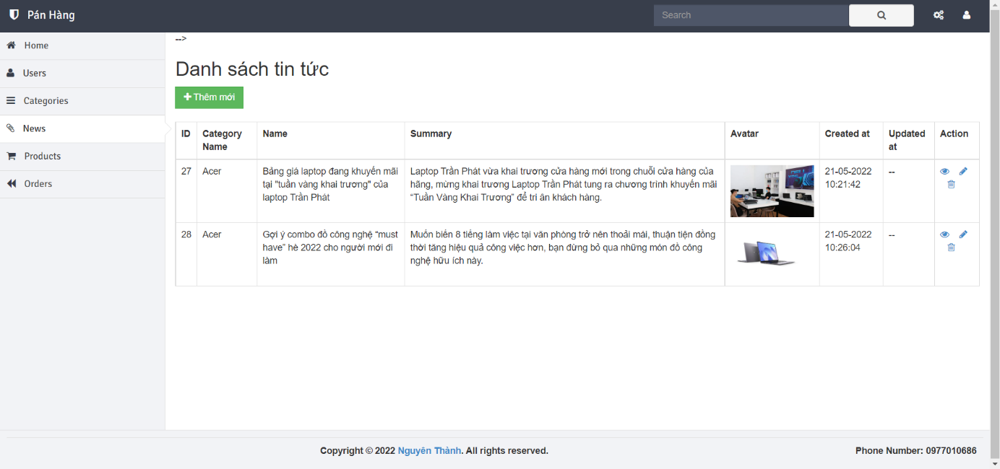 Pán Hàng
Search
Home
Users
Categories
News
Products
Orders
-->
Danh sách tin tức
Thêm mới
ID
Category
Name
Name
Summary
Avatar
Created at
Updated
at
Action
27
Acer
Bảng giá laptop đang khuyến mãi
tại "tuần vàng khai trương" của
laptop Trần Phát
Laptop Trần Phát vừa khai trương cửa hàng mới trong chuỗi cửa hàng của
hãng, mừng khai trương Laptop Trần Phát tung ra chương trình khuyến mãi
“Tuần Vàng Khai Trương” để tri ân khách hàng.
21-05-2022
10:21:42
--
28
Acer
Gợi ý combo đồ công nghệ “must
have” hè 2022 cho người mới đi
làm
Muốn biến 8 tiếng làm việc tại văn phòng trở nên thoải mái, thuận tiện đồng
thời tăng hiệu quả công việc hơn, bạn đừng bỏ qua những món đồ công
nghệ hữu ích này.
21-05-2022
10:26:04
--
Copyright © 2022 Nguyên Thành. All rights reserved.
Phone Number: 0977010686